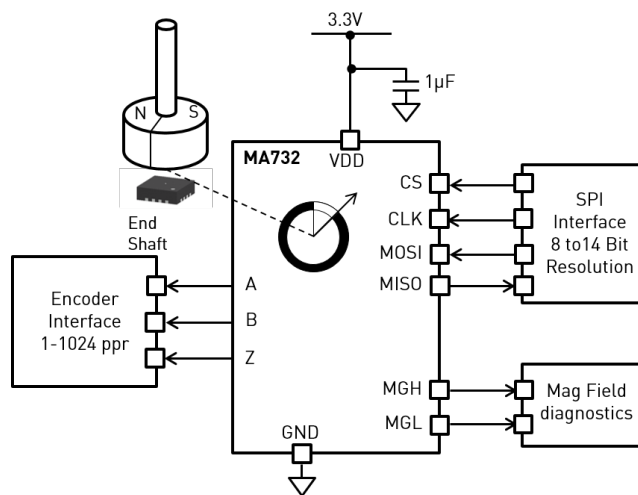 3.3V
1µF
N S
MA732
VDD
End
Shaft
CS
CLK
MOSI
MISO
SPI
Interface
8 to14 Bit
Resolution
Encoder
Interface
1-1024 ppr
A
B
Z
MGH
MGL
Mag Field
diagnostics
GND